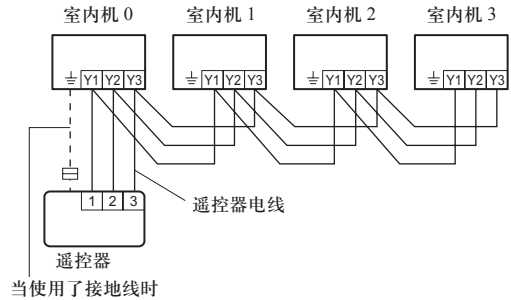 室内机 0 室内机 1 室内机 2 室内机 3
Y1 Y2 Y3 Y1 Y2 Y3 Y1 Y2 Y3 Y1 Y2 Y3
1 2 3
遥控器电线
遥控器
当使用了接地线时